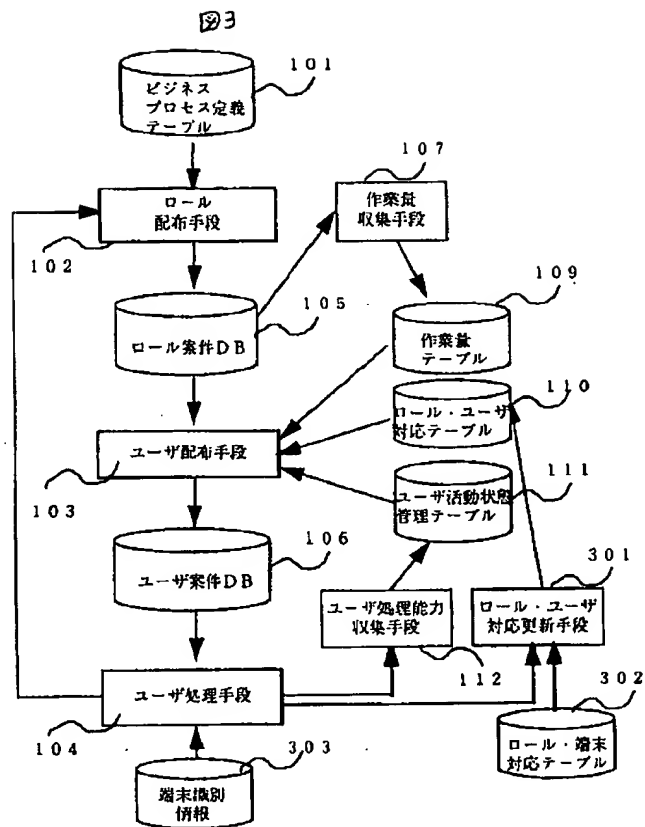 図3
101
ビジネス
プロセス定義
テーブル
107
ロール
配布手段
作業量
収集手段
102
109
105
作業量
テーブル
ロール案件DB
110
ロール・ユーザ
対応テーブル
ユーザ配布手段
111
ユーザ活動状態
管理テーブル
103
106
ユーザ案件DB
301
ユーザ処理能力
収集手段
ロール・ユーザ
対応更新手段
112
ユーザ処理手段
302
104
303
ロール・端末
対応テーブル
端末識別
情報